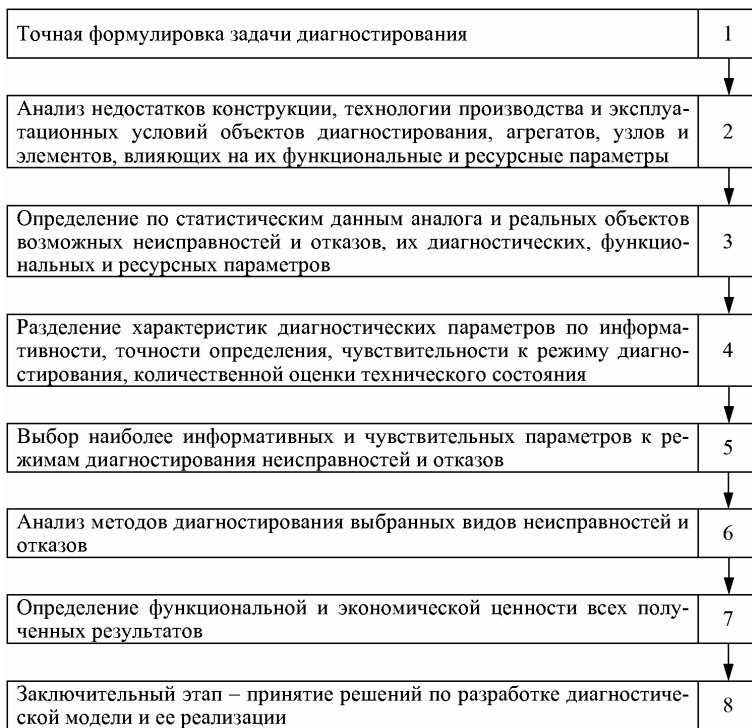 Точная формулировка задачи диагностирования
1
Анализ недостатков конструкции, технологии производства и эксплуа-
тационных условий объектов диагностирования, агрегатов, узлов и
элементов, влияющих на их функциональные и ресурсные параметры
2
Определение по статистическим данным аналога и реальных объектов
возможных неисправностей и отказов, их диагностических, функцио-
нальных и ресурсных параметров
3
Разделение характеристик диагностических параметров по информа-
тивности, точности определения, чувствительности к режиму диагно-
стирования, количественной оценки технического состояния
4
Выбор наиболее информативных и чувствительных параметров к ре-
жимам диагностирования неисправностей и отказов
5
Анализ методов диагностирования выбранных видов неисправностей и
отказов
6
Определение функциональной и экономической ценности всех полу-
ченных результатов
7
Заключительный этап – принятие решений по разработке диагностиче-
ской модели и ее реализации
8